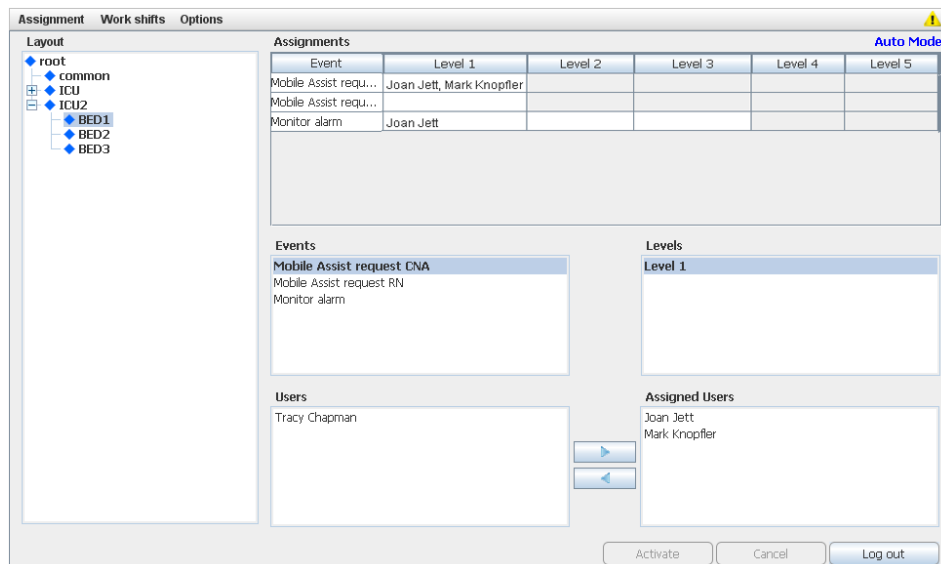 Assignment Work shifts Options
Layout
root
common
ICU
ICU2
BED1
BED2
BED3
Assignments Auto Mode
Event Level 1 Level 2 Level 3 Level 4 Level 5
Mobile Assist requ... Joan Jett, Mark Knopfler
Mobile Assist requ...
Monitor alarm Joan Jett
Events
Mobile Assist request CNA
Mobile Assist request RN
Monitor alarm
Levels
Level 1
Users
Tracy Chapman
Assigned Users
Joan Jett
Mark Knopfler
Activate Cancel Log out